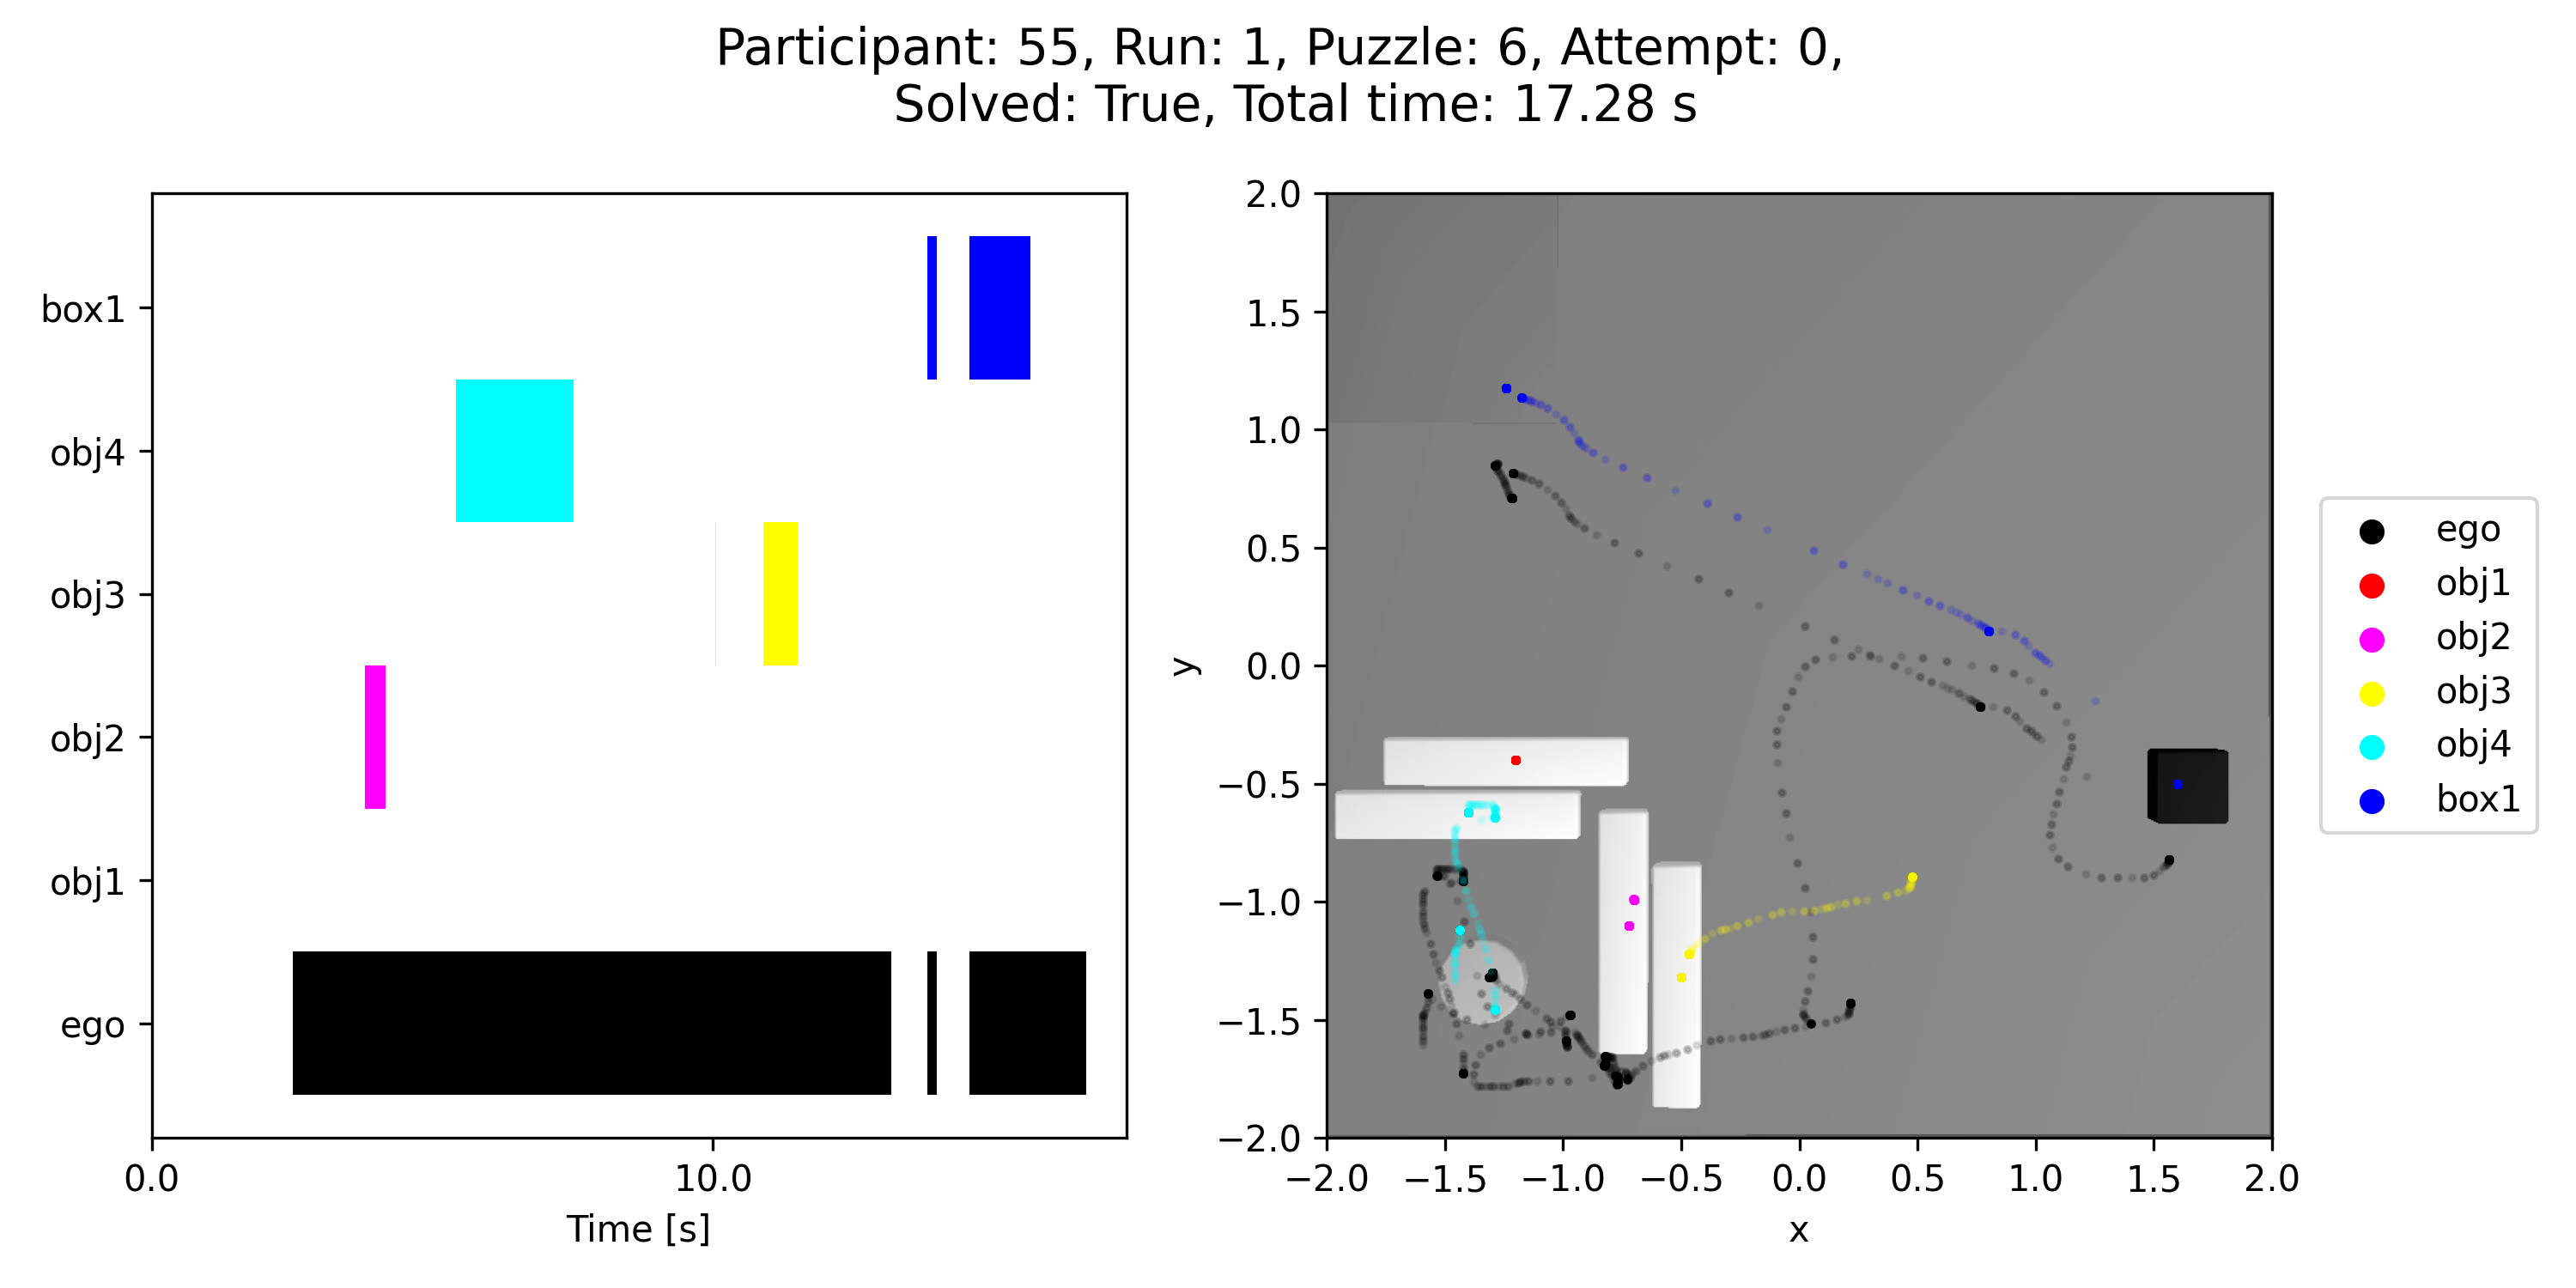 Participant: 55, Run: 1, Puzzle: 6, Attempt: 0,
Solved: True, Total time: 17.28 s
box1
obj4
obj3
obj2
obj1
ego
0.0
10.0
Time [s]
2.0
1.5
1.0
0.5
0.0
−0.5
−1.0
−1.5
−2.0
y
−2.0
−1.5
−1.0
−0.5
0.0
0.5
1.0
1.5
2.0
x
ego
obj1
obj2
obj3
obj4
box1